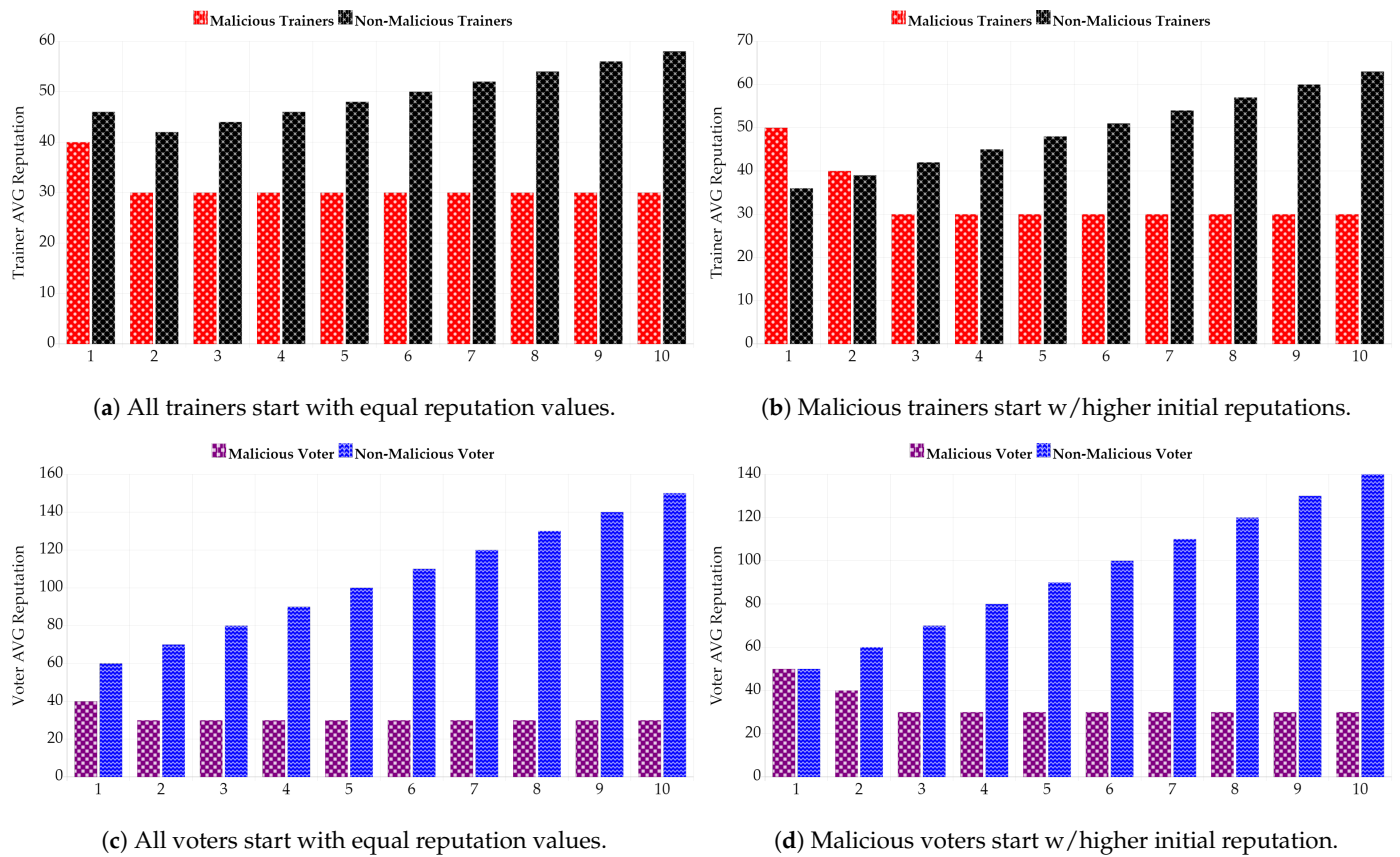 Malicious Trainers Non-Malicious Trainers
60
50
40
30
20
10
0
Trainer AVG Reputation
1 2 3 4 5 6 7 8 9 10
(a) All trainers start with equal reputation values.
Malicious Trainers Non-Malicious Trainers
70
60
50
40
30
20
10
0
Trainer AVG Reputation
1 2 3 4 5 6 7 8 9 10
(b) Malicious trainers start w/higher initial reputations.
Malicious Voter Non-Malicious Voter
160
140
120
100
80
60
40
20
0
Voter AVG Reputation
1 2 3 4 5 6 7 8 9 10
(c) All voters start with equal reputation values.
Malicious Voter Non-Malicious Voter
140
120
100
80
60
40
20
0
Voter AVG Reputation
1 2 3 4 5 6 7 8 9 10
(d) Malicious voters start w/higher initial reputation.